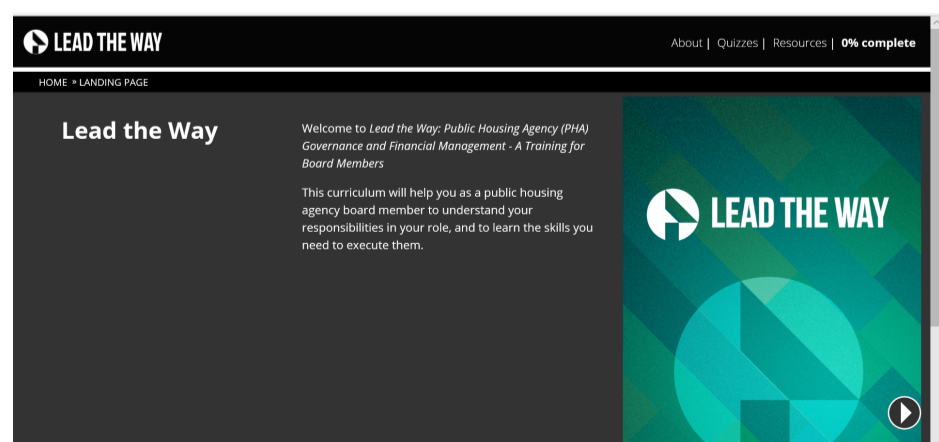 LEAD THE WAY
About | Quizzes | Resources | 0% complete
HOME » LANDING PAGE
Lead the Way
Welcome to Lead the Way: Public Housing Agency (PHA)
Governance and Financial Management - A Training for
Board Members
This curriculum will help you as a public housing
agency board member to understand your
responsibilities in your role, and to learn the skills you
need to execute them.
LEAD THE WAY